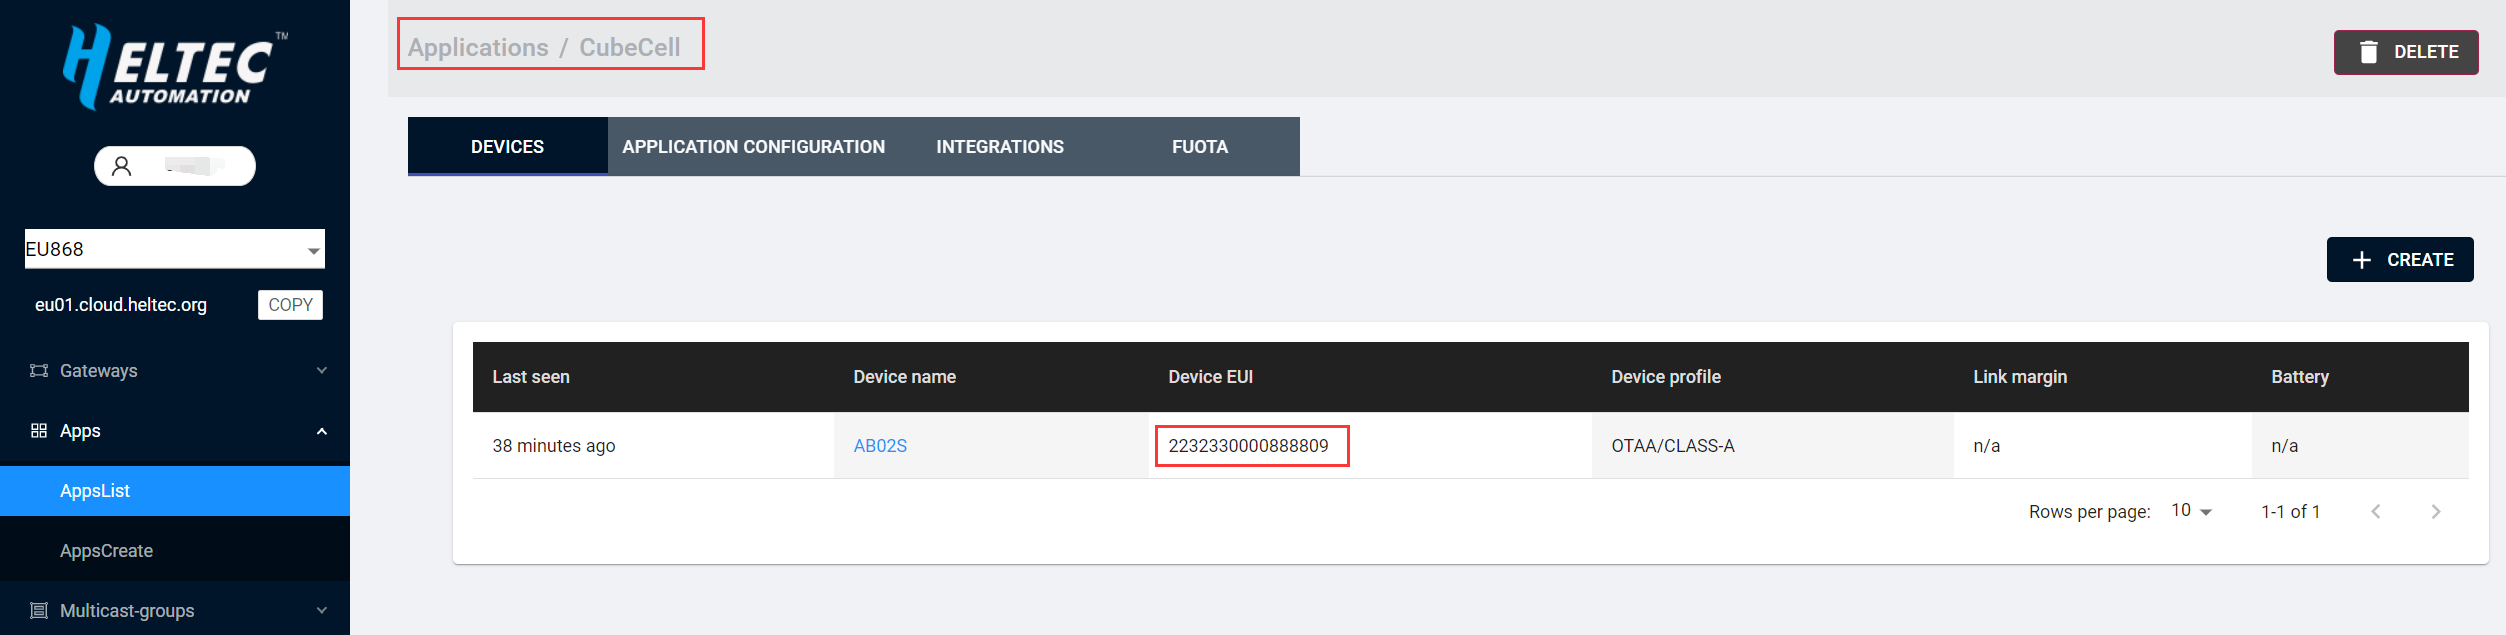 HELTEC™
AUTOMATION
EU868
eu01.cloud.heltec.org COPY
Gateways
Apps
AppsList
AppsCreate
Multicast-groups
Applications / CubeCell
DELETE
DEVICES APPLICATION CONFIGURATION INTEGRATIONS FUOTA
CREATE
Last seen Device name Device EUI Device profile Link margin Battery
38 minutes ago AB02S 2232330000888809 OTAA/CLASS-A n/a n/a
Rows per page: 10 1-1 of 1